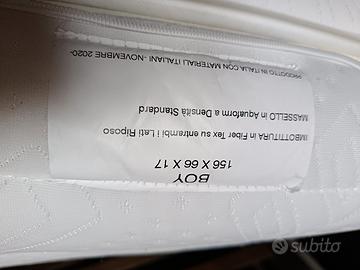 BOY
156 X 66 X 17
IMBOTTITURA in Fiber Tex su entrambi i Lati Riposo
MASSELLO in Aquaform a Densità Standard
PRODOTTO IN ITALIA CON MATERIALI ITALIANI -NOVEMBRE 2020-
subito